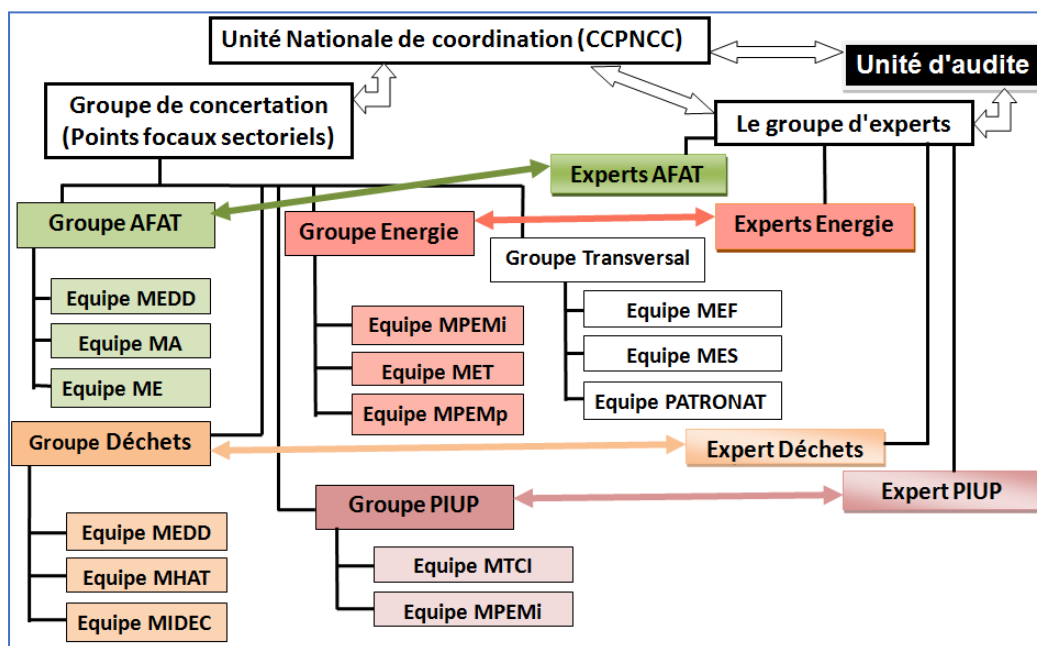 Unité Nationale de coordination (CCPNCC)
Unité d'audite
Groupe de concertation
(Points focaux sectoriels)
Le groupe d'experts
Experts AFAT
Groupe AFAT
Groupe Energie
Experts Energie
Groupe Transversal
Equipe MEDD
Equipe MA
Equipe ME
Equipe MPEMi
Equipe MET
Equipe MPEMp
Equipe MEF
Equipe MES
Equipe PATRONAT
Groupe Déchets
Expert Déchets
Groupe PIUP
Expert PIUP
Equipe MEDD
Equipe MHAT
Equipe MIDEC
Equipe MTCI
Equipe MPEMi